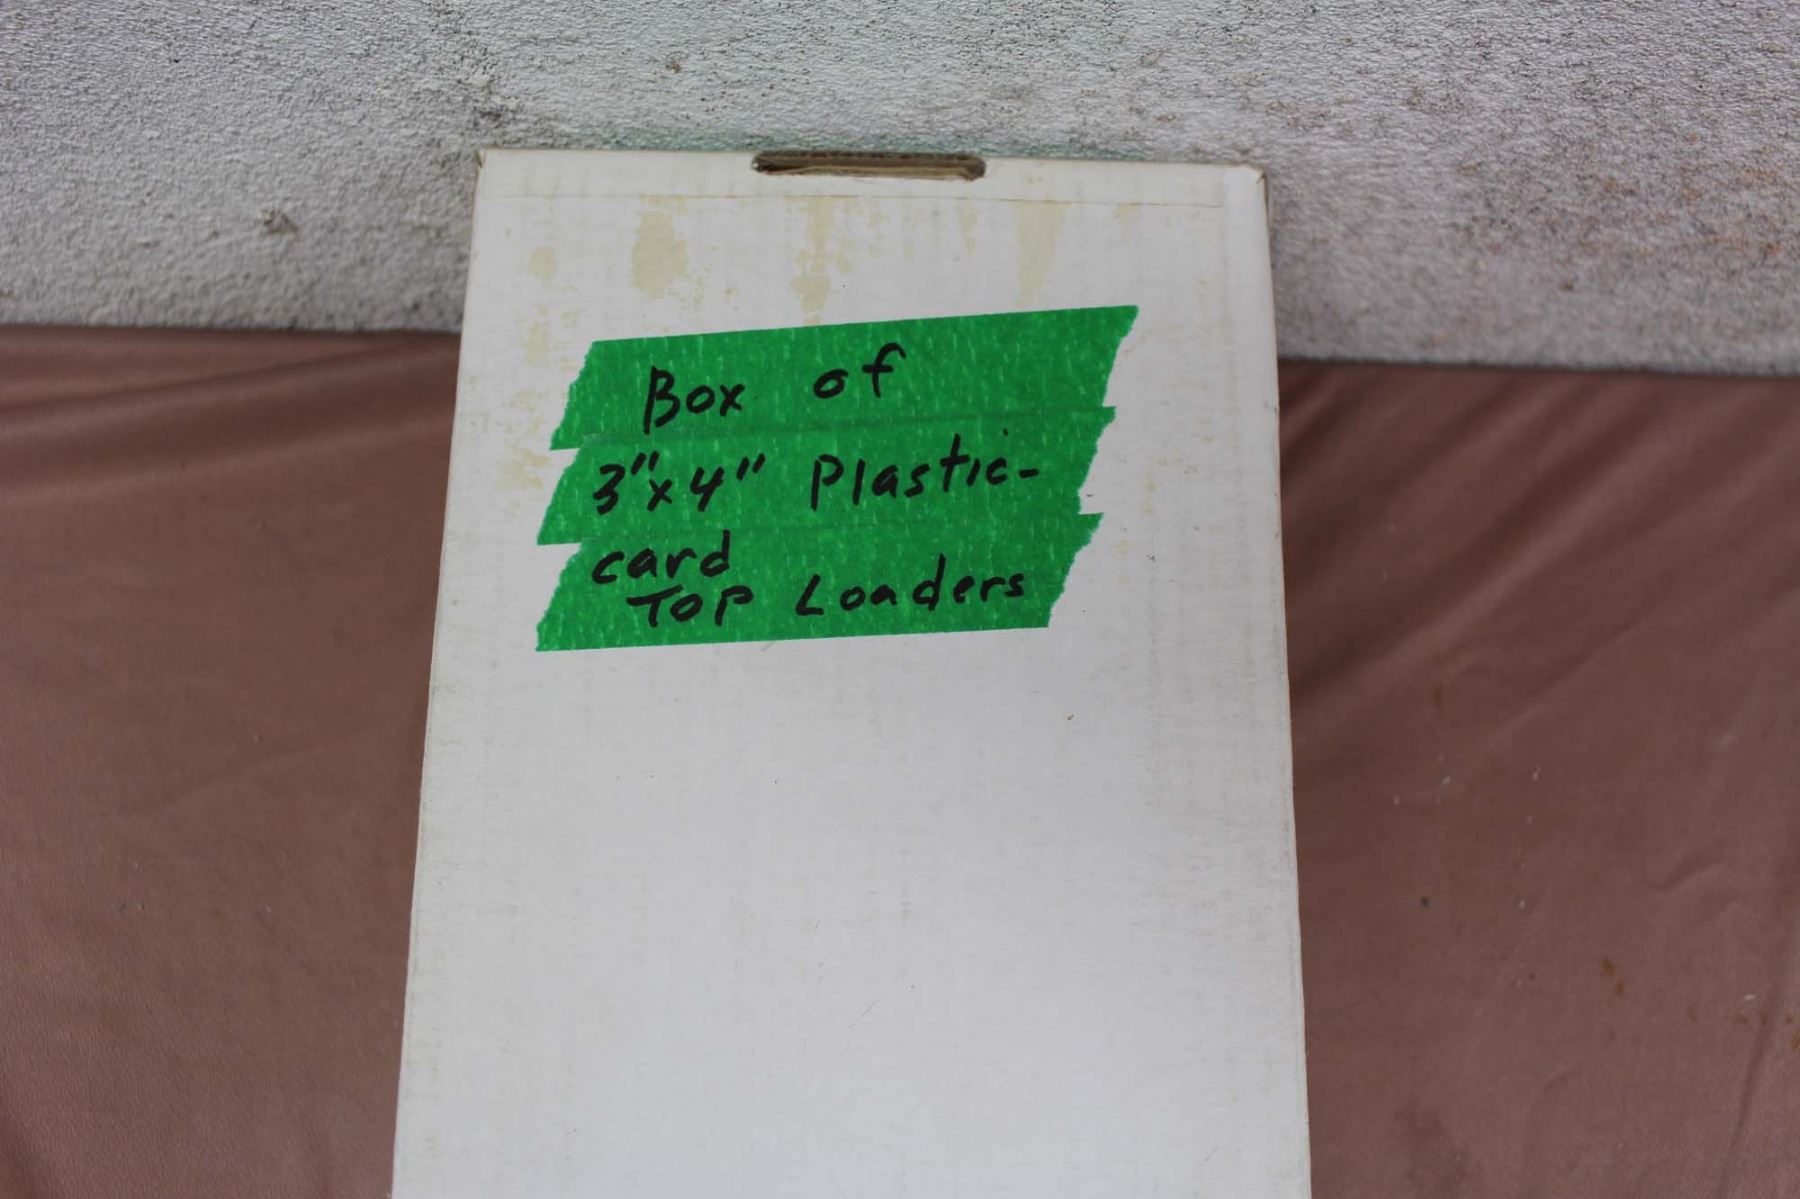 Box of
3"x4" Plastic-
card
TOP Loaders